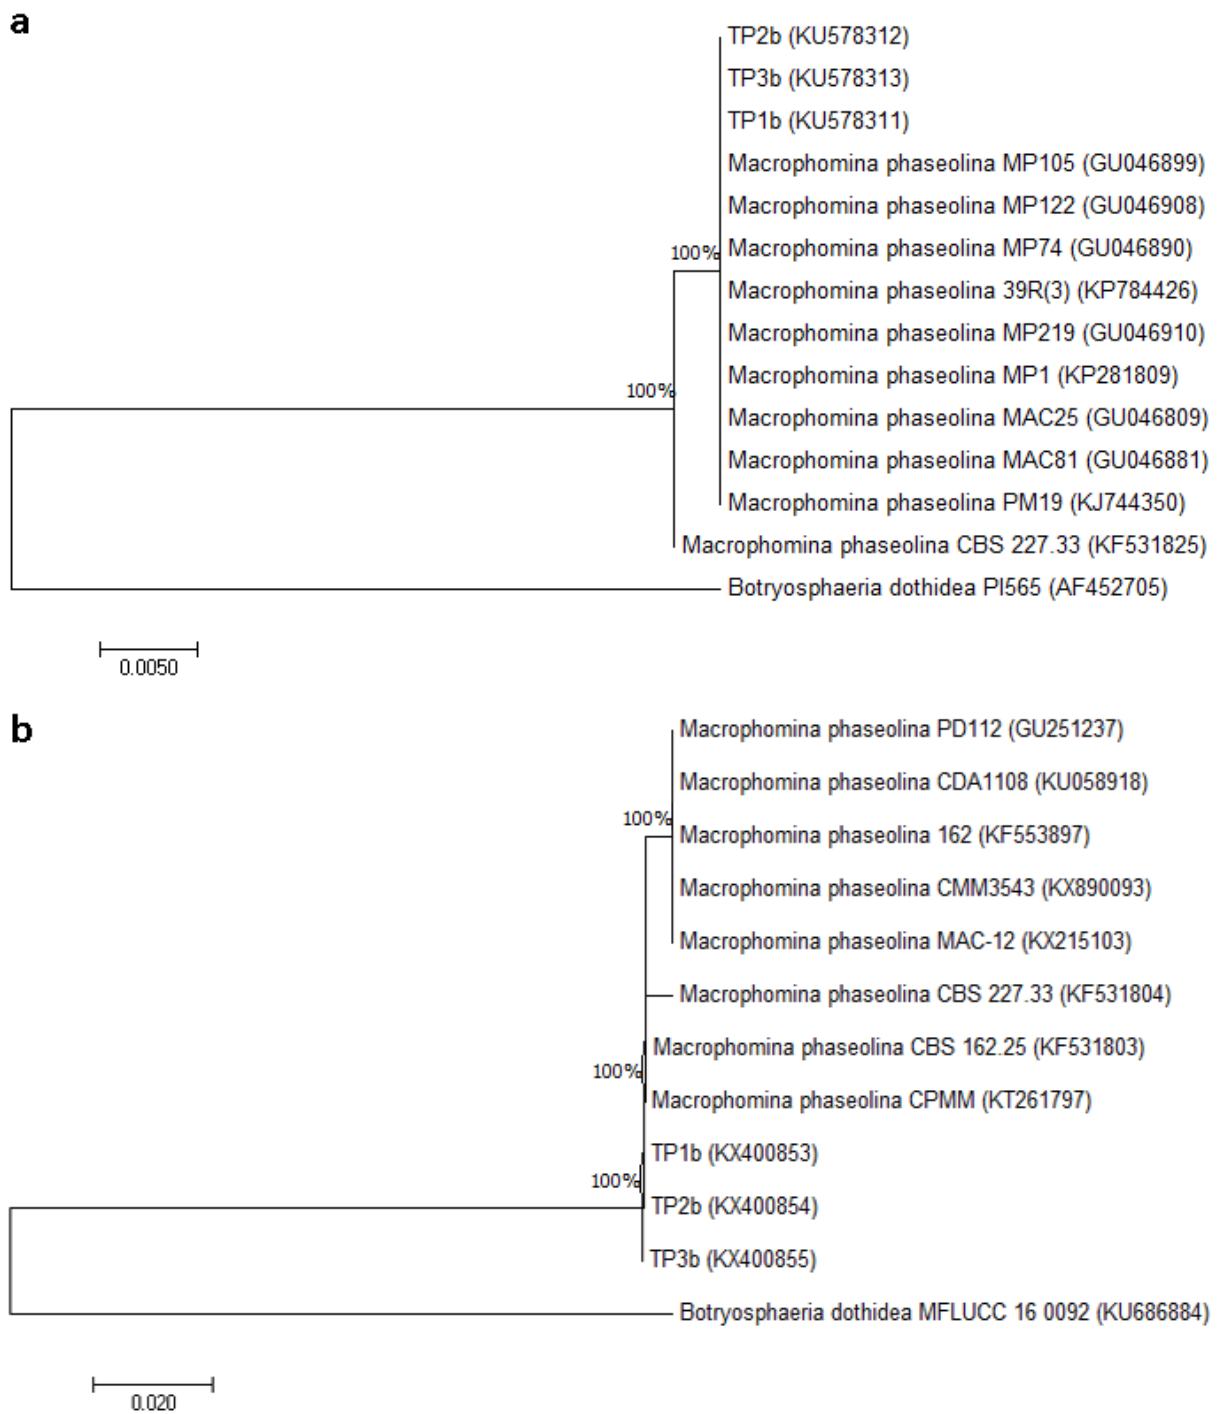 a
TP2b (KU578312)
TP3b (KU578313)
TP1b (KU578311)
Macrophomina phaseolina MP105 (GU046899)
Macrophomina phaseolina MP122 (GU046908)
100%
Macrophomina phaseolina MP74 (GU046890)
Macrophomina phaseolina 39R(3) (KP784426)
Macrophomina phaseolina MP219 (GU046910)
Macrophomina phaseolina MP1 (KP281809)
100%
Macrophomina phaseolina MAC25 (GU046809)
Macrophomina phaseolina MAC81 (GU046881)
Macrophomina phaseolina PM19 (KJ744350)
Macrophomina phaseolina CBS 227.33 (KF531825)
Botryosphaeria dothidea PI565 (AF452705)
0.0050
b
Macrophomina phaseolina PD112 (GU251237)
Macrophomina phaseolina CDA1108 (KU058918)
100%
Macrophomina phaseolina 162 (KF553897)
Macrophomina phaseolina CMM3543 (KX890093)
Macrophomina phaseolina MAC-12 (KX215103)
Macrophomina phaseolina CBS 227.33 (KF531804)
Macrophomina phaseolina CBS 162.25 (KF531803)
100%
Macrophomina phaseolina CPMM (KT261797)
TP1b (KX400853)
100%
TP2b (KX400854)
TP3b (KX400855)
Botryosphaeria dothidea MFLUCC 16 0092 (KU686884)
0.020